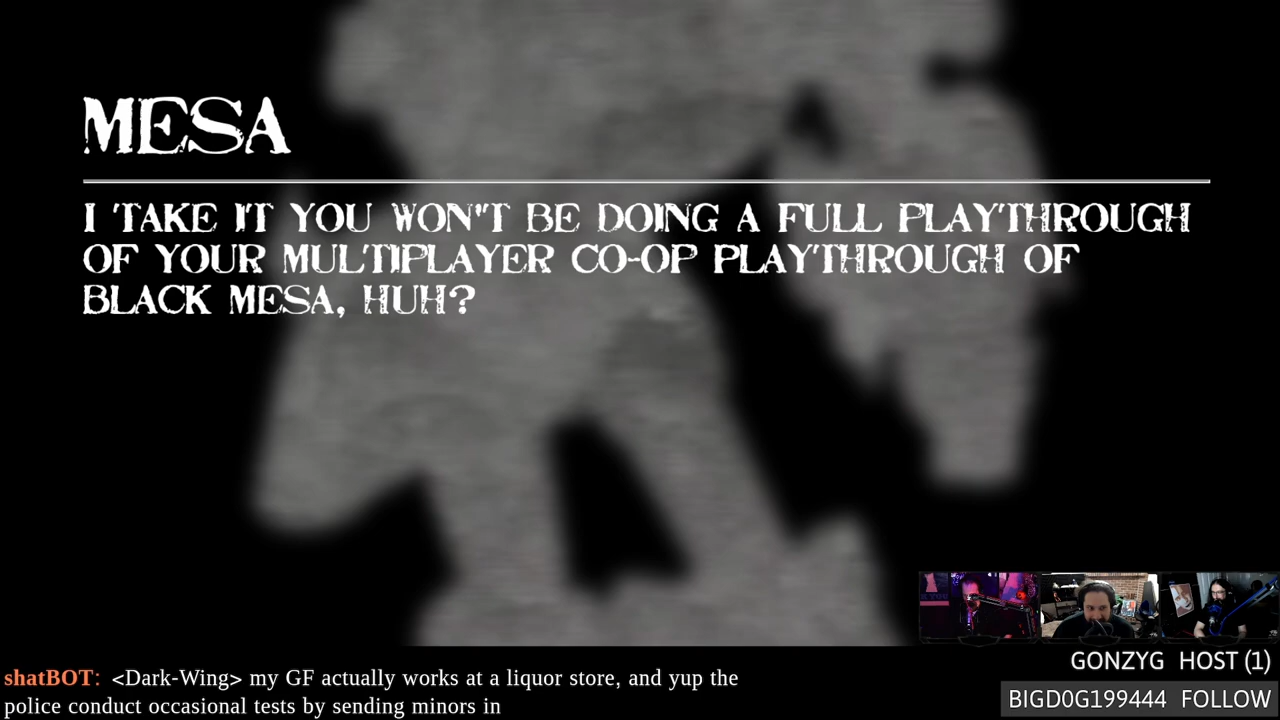 MESA
I TAKE IT YOU WON'T BE DOING A FULL PLAYTHROUGH
OF YOUR MULTIPLAYER CO-OP PLAYTHROUGH OF
BLACK MESA, HUH?
GONZYG HOST (1)
BIGD0G199444 FOLLOW
shatBOT: <Dark-Wing> my GF actually works at a liquor store, and yup the
police conduct occasional tests by sending minors in